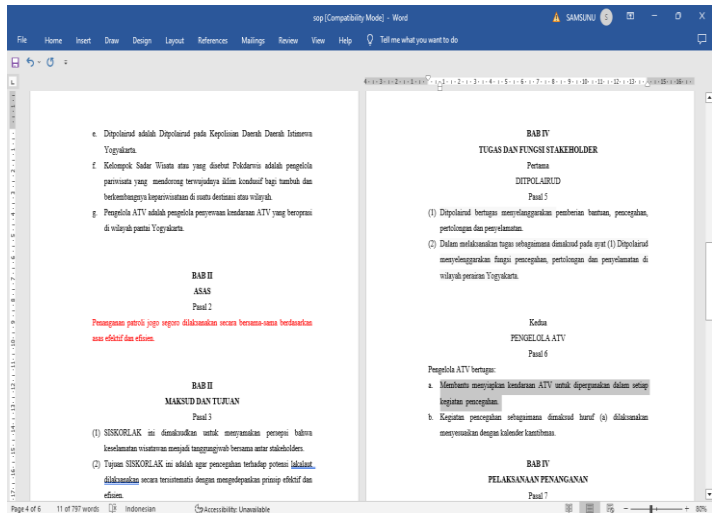 sop [Compatibility Mode] - Word
SAMSUNU S
File Home Insert Draw Design Layout References Mailings Review View Help Tell me what you want to do
e. Ditpolairud adalah Ditpolairud pada Kepolisian Daerah Daerah Istimewa
Yogyakarta.
f. Kelompok Sadar Wisata atau yang disebut Pokdarwis adalah pengelola
pariwisata yang mendorong terwujudnya iklim kondusif bagi tumbuh dan
berkembangnya kepariwisataan di suatu destinasi atau wilayah.
g. Pengelola ATV adalah pengelola penyewaan kendaraan ATV yang beroprasi
di wilayah pantai Yogyakarta.
BAB II
ASAS
Pasal 2
Penanganan patroli jogo segoro dilaksanakan secara bersama-sama berdasarkan
asas efektif dan efisien.
BAB II
MAKSUD DAN TUJUAN
Pasal 3
(1) SISKORLAK ini dimaksudkan untuk menyamakan persepsi bahwa
keselamatan wisatawan menjadi tanggungjwab bersama antar stakeholders.
(2) Tujuan SISKORLAK ini adalah agar pencegahan terhadap potensi lakalaut
dilaksanakan secara tersistematis dengan mengedepankan prinsip efektif dan
efisien.
BAB IV
TUGAS DAN FUNGSI STAKEHOLDER
Pertama
DITPOLAIRUD
Pasal 5
(1) Ditpolairud bertugas menyelanggarakan pemberian bantuan, pencegahan,
pertolongan dan penyelamatan.
(2) Dalam melaksanakan tugas sebagaimana dimaksud pada ayat (1) Ditpolairud
menyelenggarakan fungsi pencegahan, pertolongan dan penyelamatan di
wilayah perairan Yogyakarta.
Kedua
PENGELOLA ATV
Pasal 6
Pengelola ATV bertugas:
a. Membantu menyiapkan kendaraan ATV untuk dipergunakan dalam setiap
kegiatan pencegahan.
b. Kegiatan pencegahan sebagaimana dimaksud huruf (a) dilaksanakan
menyesuaikan dengan kalender kamtibmas.
BAB IV
PELAKSANAAN PENANGANAN
Pasal 7
Page 4 of 6 11 of 797 words Indonesian Accessibility: Unavailable 80%